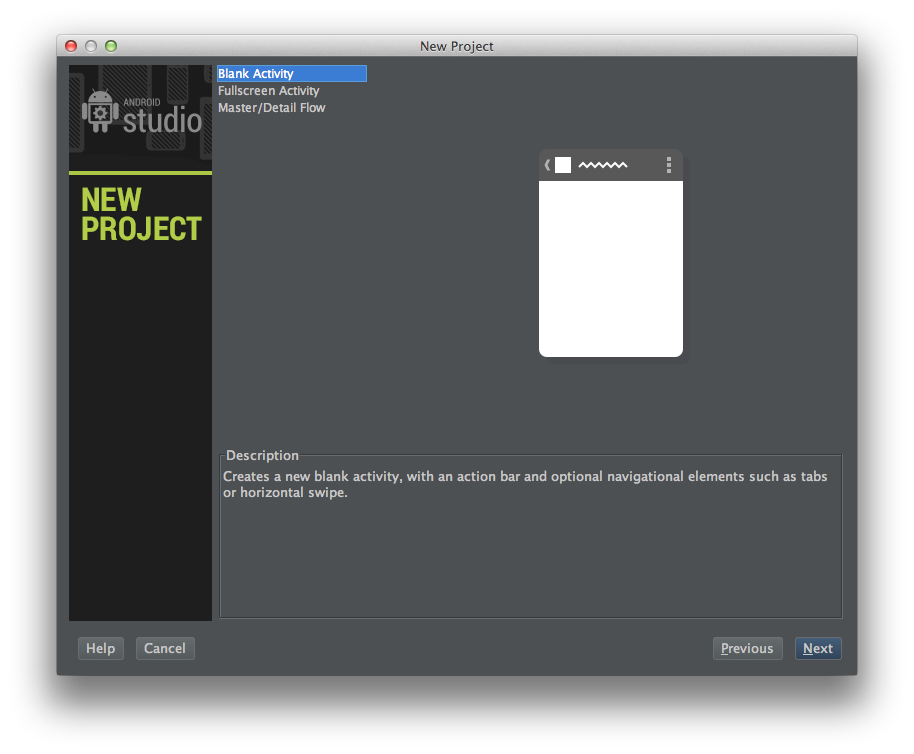 New Project
ANDROID
studio
NEW
PROJECT
Blank Activity
Fullscreen Activity
Master/Detail Flow
Description
Creates a new blank activity, with an action bar and optional navigational elements such as tabs
or horizontal swipe.
Help
Cancel
Previous
Next